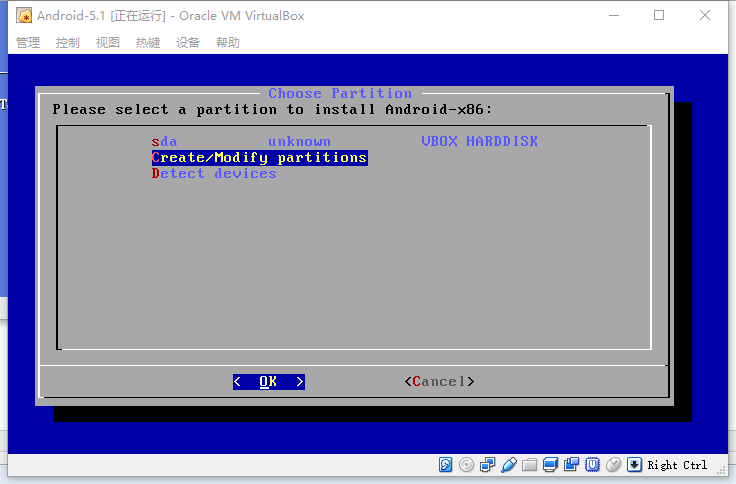 Android-5.1 [正在运行] - Oracle VM VirtualBox
管理 控制 视图 热键 设备 帮助
T
Choose Partition
Please select a partition to install Android-x86:
sda unknown VBOX HARDDISK
Create/Modify partitions
Detect devices
< OK > <Cancel>
Right Ctrl